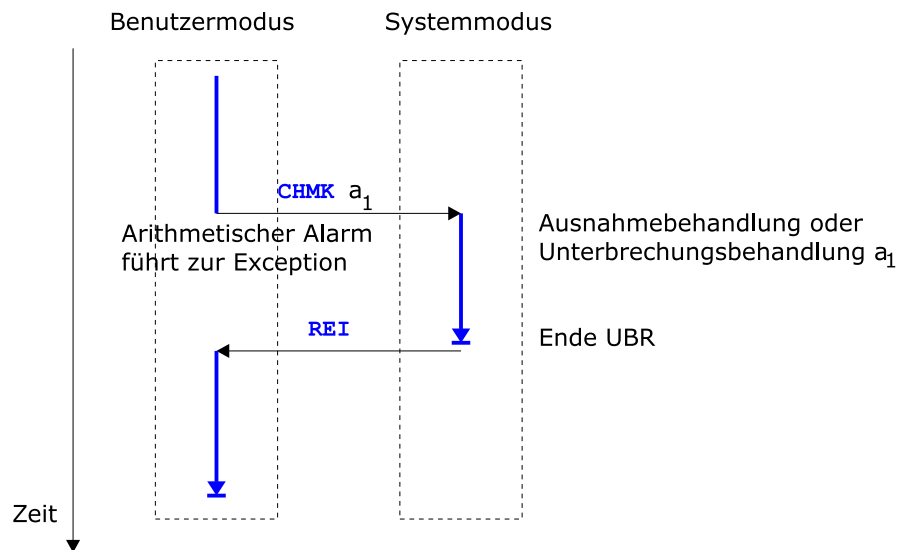 Benutzermodus
Systemmodus
CHMK a1
Arithmetischer Alarm
führt zur Exception
Ausnahmebehandlung oder
Unterbrechungsbehandlung a1
REI
Ende UBR
Zeit